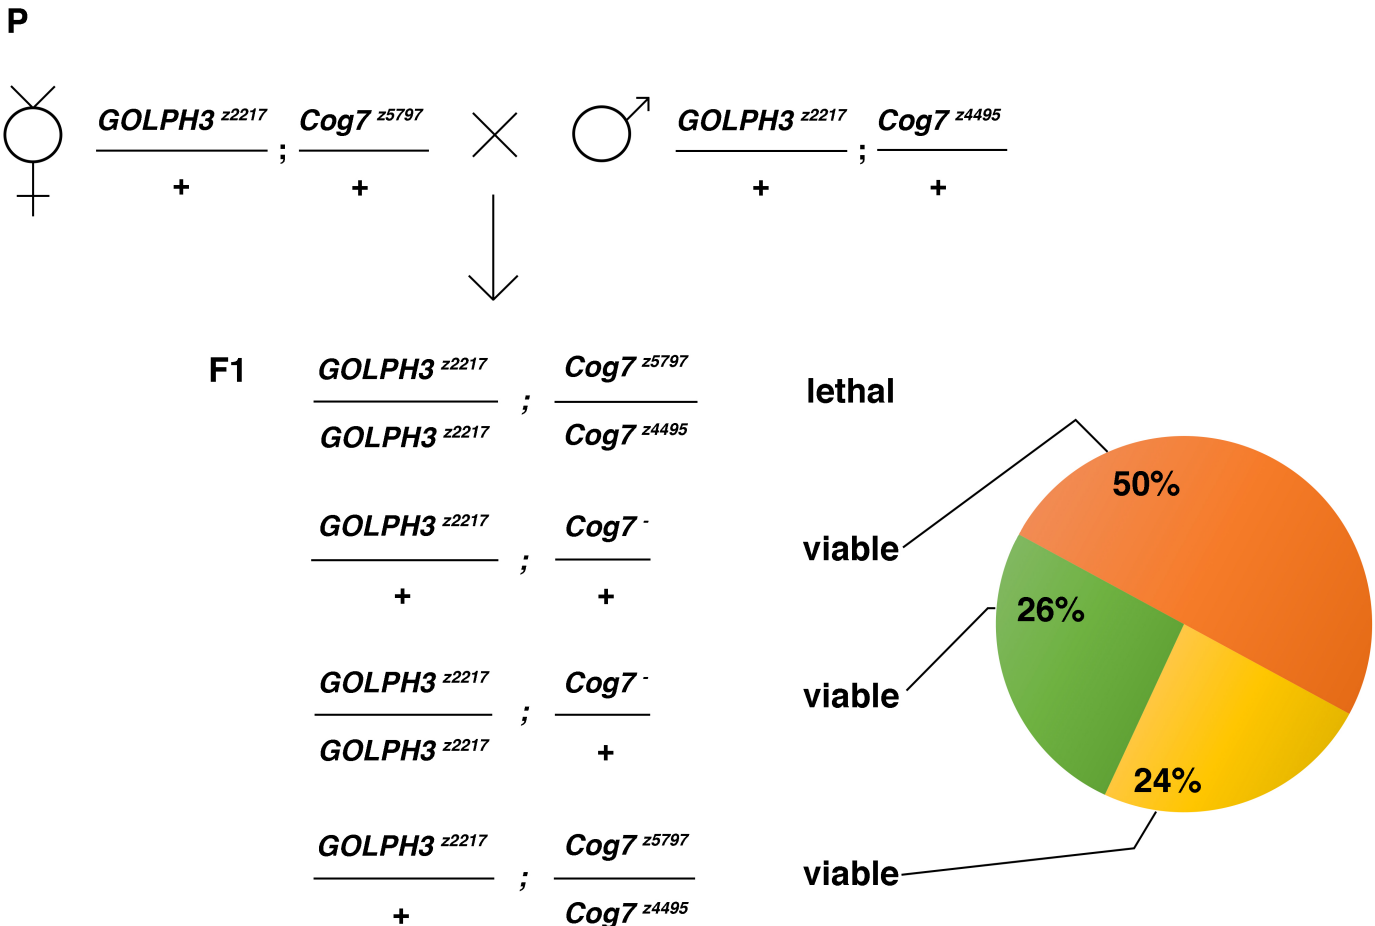 P
GOLPH3 z2217 ; Cog7 z5797 GOLPH3 z2217 ; Cog7 z4495
+ + + +
F1
GOLPH3 z2217 ; Cog7 z5797
GOLPH3 z2217 Cog7 z4495
lethal
GOLPH3 z2217 ; Cog7 -
+ +
viable
50%
GOLPH3 z2217 ; Cog7 -
GOLPH3 z2217 +
viable
26%
GOLPH3 z2217 ; Cog7 z5797
+ Cog7 z4495
viable
24%